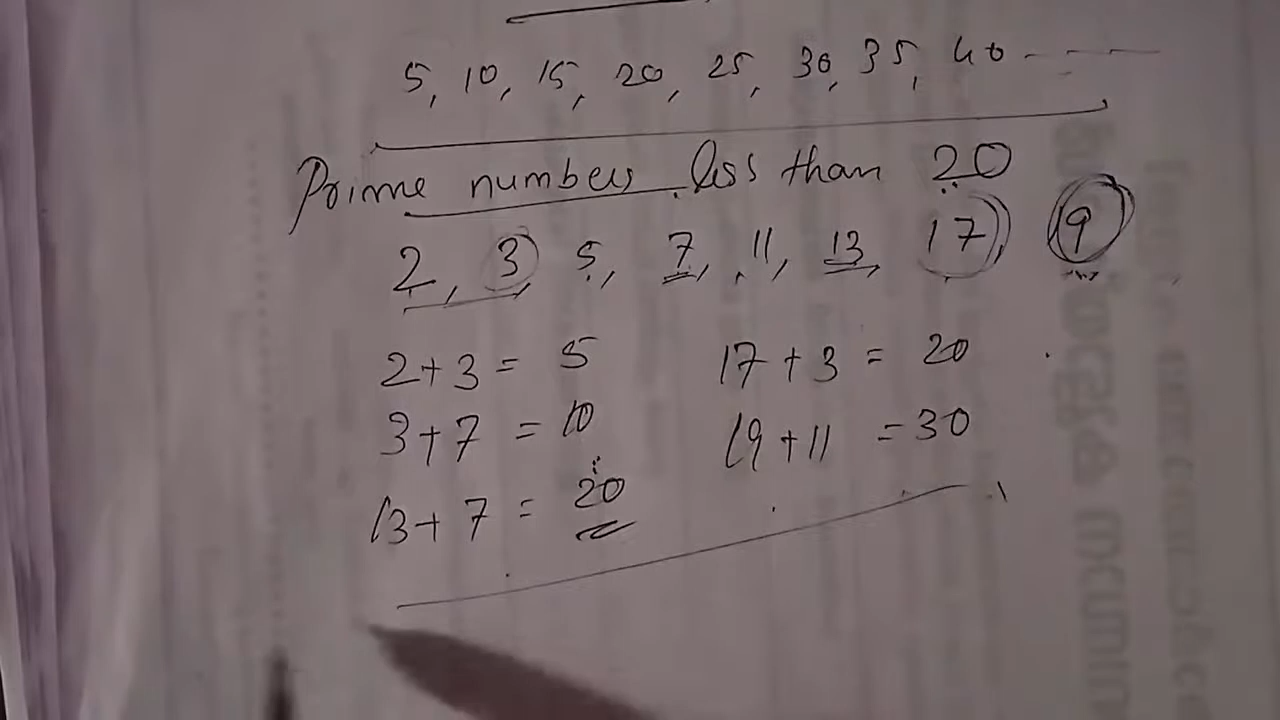 5, 10, 15, 20, 25, 30, 35, 40 -----
Prime numbers less than 20
2, 3, 5, 7, 11, 13, 17, 19
2+3 = 5
17 + 3 = 20
3+7 = 10
19 + 11 = 30
13 + 7 = 20